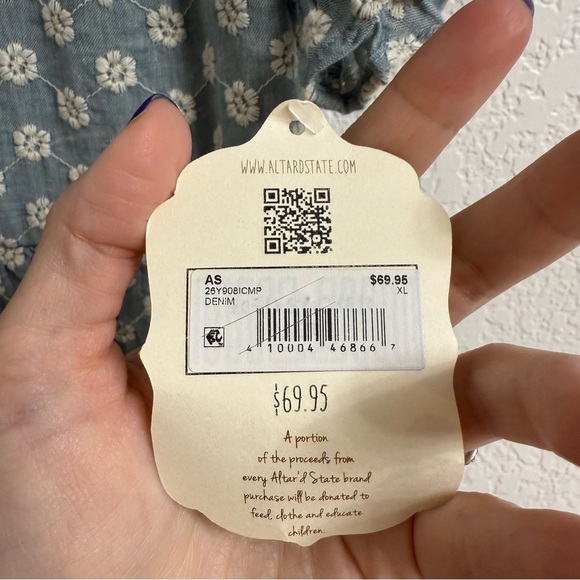 WWW.ALTARDSTATE.COM
AS $69.95
26Y908ICMP XL
DENIM
4 10004 46866 7
$69.95
A portion
of the proceeds from
every Altar'd State brand
purchase will be donated to
feed, clothe and educate
children.